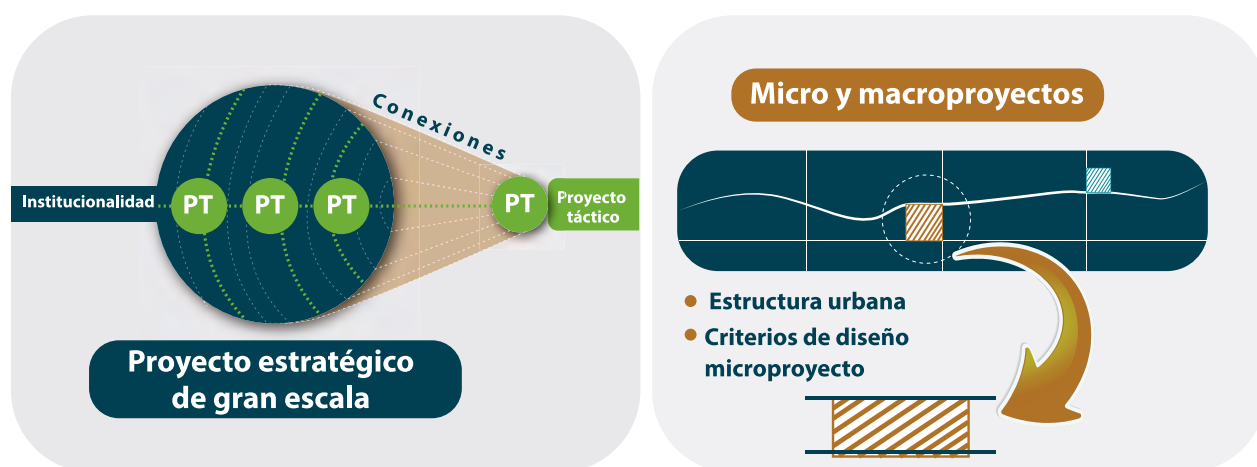 Conexiones
Institucionalidad
PT
PT
PT
PT
Proyecto
táctico
Proyecto estratégico
de gran escala
Micro y macroproyectos
Estructura urbana
Criterios de diseño
microproyecto